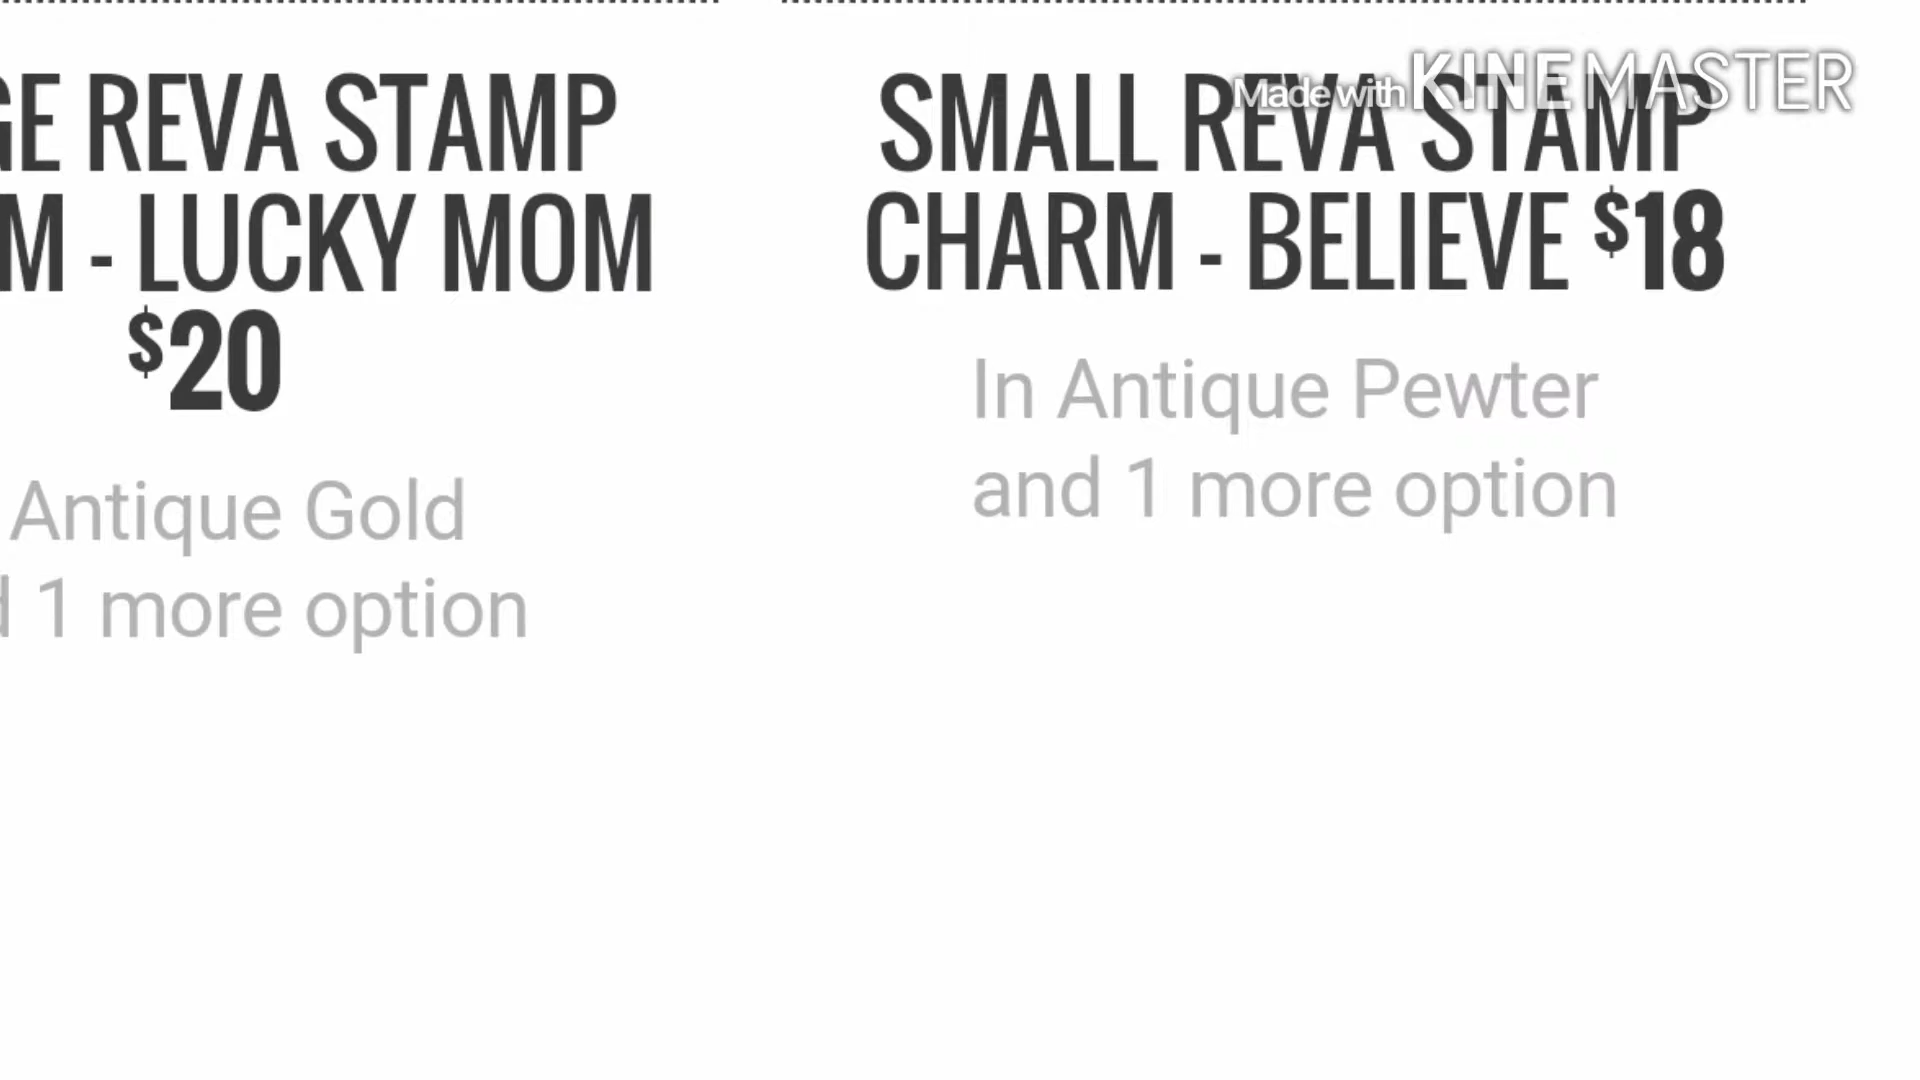 GE REVA STAMP
M - LUCKY MOM
$20
Antique Gold
d 1 more option
Made with KINEMASTER
SMALL REVA STAMP
CHARM - BELIEVE $18
In Antique Pewter
and 1 more option